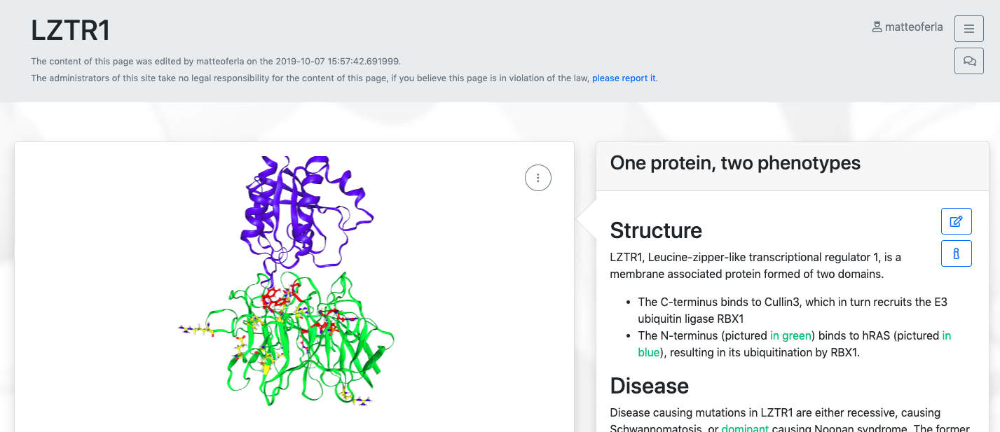 LZTR1
matteoferla
The content of this page was edited by matteoferla on the 2019-10-07 15:57:42.691999.
The administrators of this site take no legal responsibility for the content of this page, if you believe this page is in violation of the law, please report it.
One protein, two phenotypes
Structure
LZTR1, Leucine-zipper-like transcriptional regulator 1, is a
membrane associated protein formed of two domains.
• The C-terminus binds to Cullin3, which in turn recruits the E3
ubiquitin ligase RBX1
• The N-terminus (pictured in green) binds to hRAS (pictured in
blue), resulting in its ubiquitination by RBX1.
Disease
Disease causing mutations in LZTR1 are either recessive, causing
Schwannomatosis, or dominant causing Noonan syndrome. The former